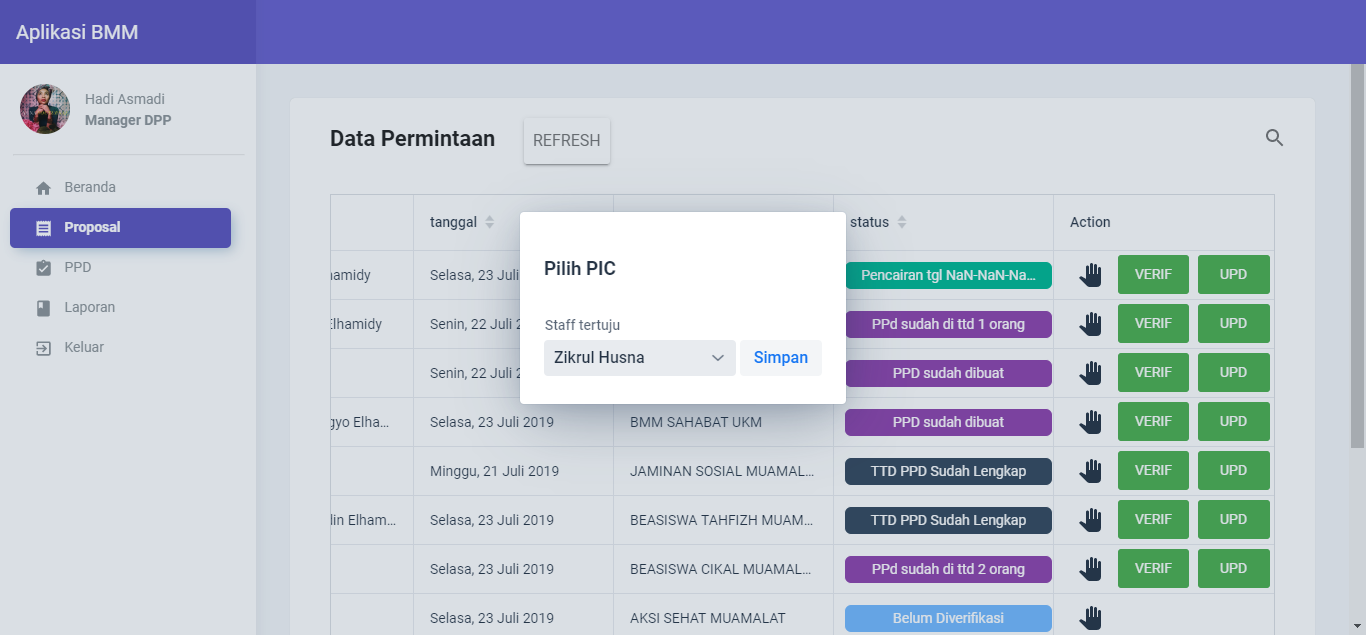 Aplikasi BMM
Hadi Asmadi
Manager DPP
Beranda
Proposal
PPD
Laporan
Keluar
Data Permintaan REFRESH
tanggal status Action
hamidy Selasa, 23 Juli Pencairan tgl NaN-NaN-Na... VERIF UPD
Elhamidy Senin, 22 Juli 2 PPd sudah di ttd 1 orang VERIF UPD
Senin, 22 Juli 2 PPD sudah dibuat VERIF UPD
gyo Elha... Selasa, 23 Juli 2019 BMM SAHABAT UKM PPD sudah dibuat VERIF UPD
Minggu, 21 Juli 2019 JAMINAN SOSIAL MUAMAL... TTD PPD Sudah Lengkap VERIF UPD
lin Elham... Selasa, 23 Juli 2019 BEASISWA TAHFIZH MUAM... TTD PPD Sudah Lengkap VERIF UPD
Selasa, 23 Juli 2019 BEASISWA CIKAL MUAMAL... PPd sudah di ttd 2 orang VERIF UPD
Selasa, 23 Juli 2019 AKSI SEHAT MUAMALAT Belum Diverifikasi
Pilih PIC
Staff tertuju
Zikrul Husna Simpan